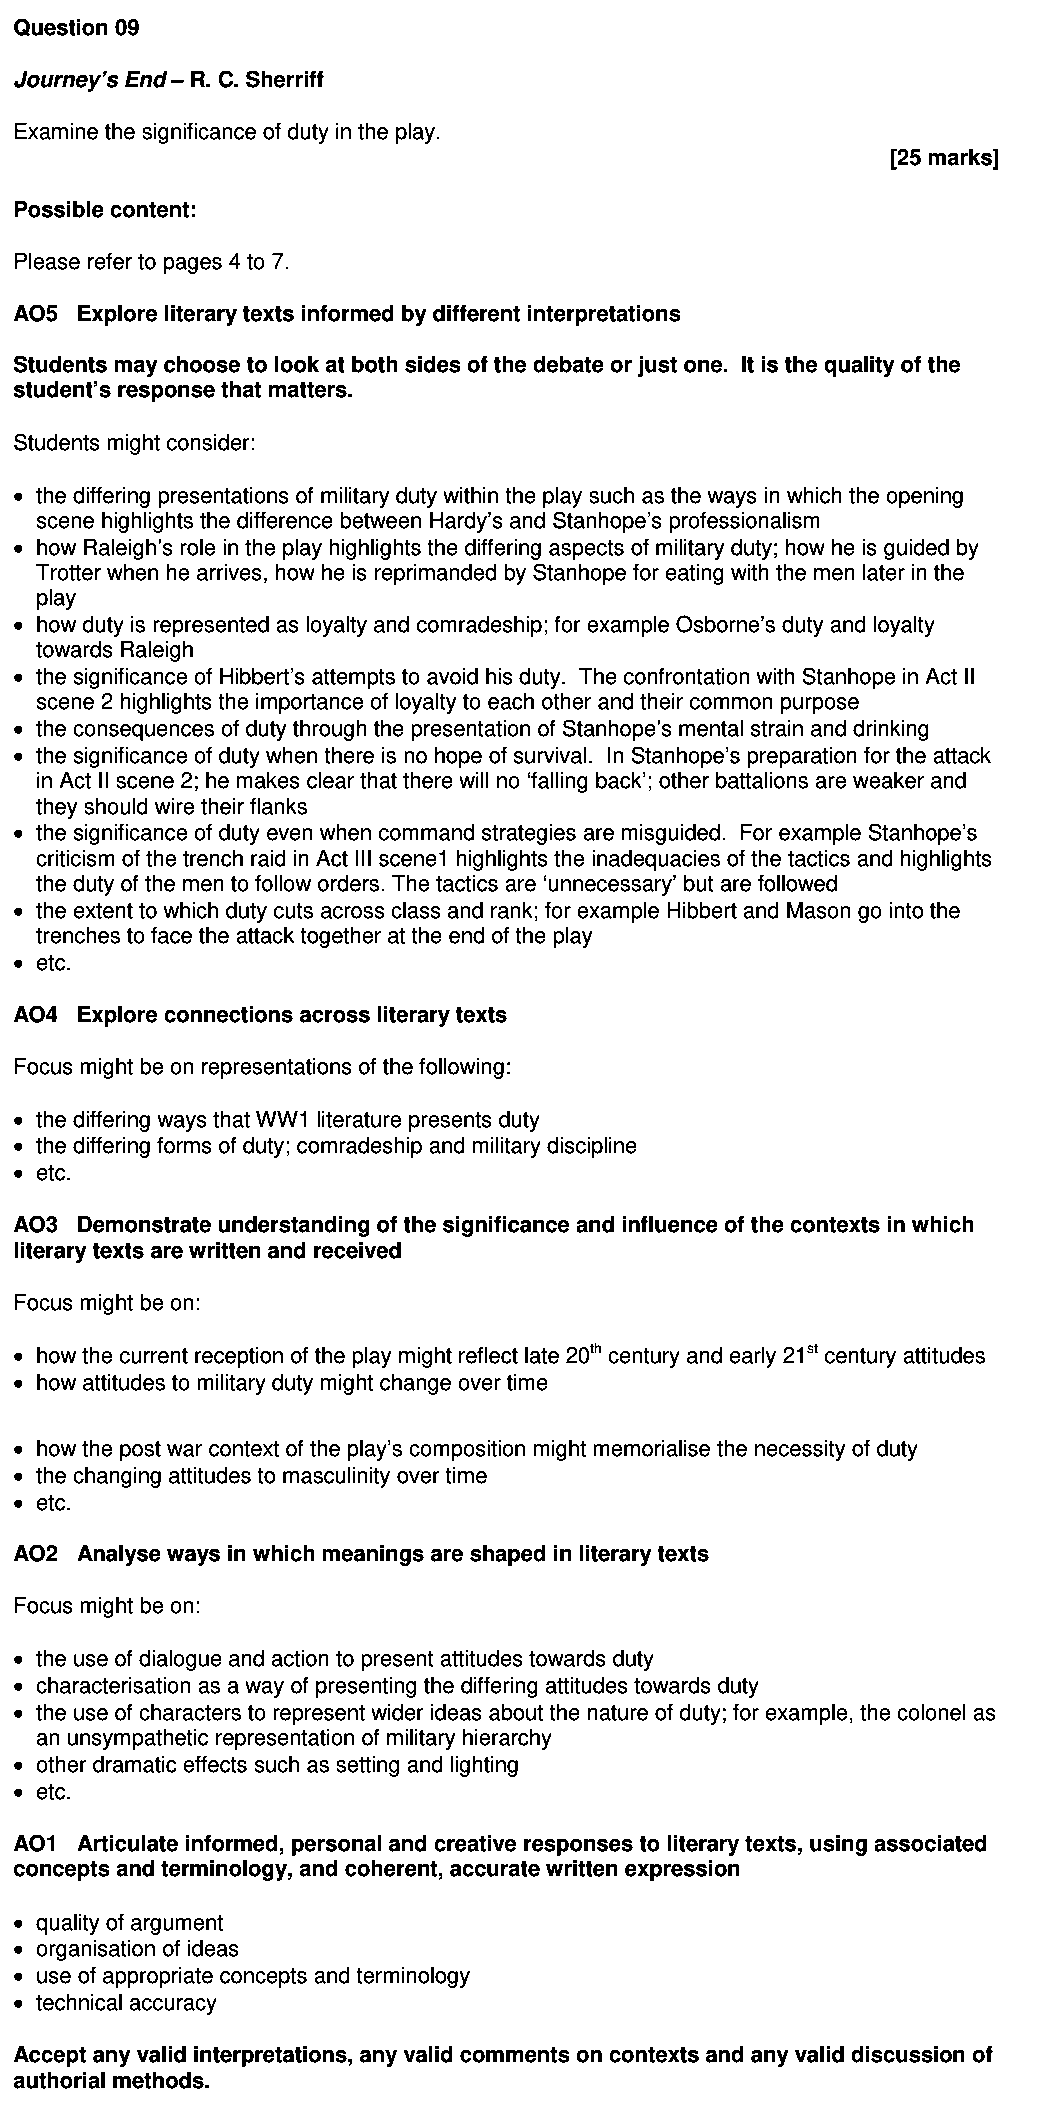 Question 09
Journey's End – R. C. Sherriff
Examine the significance of duty in the play.
[25 marks]
Possible content:
Please refer to pages 4 to 7.
AO5 Explore literary texts informed by different interpretations
Students may choose to look at both sides of the debate or just one. It is the quality of the
student's response that matters.
Students might consider:
• the differing presentations of military duty within the play such as the ways in which the opening
scene highlights the difference between Hardy's and Stanhope's professionalism
• how Raleigh's role in the play highlights the differing aspects of military duty; how he is guided by
Trotter when he arrives, how he is reprimanded by Stanhope for eating with the men later in the
play
• how duty is represented as loyalty and comradeship; for example Osborne's duty and loyalty
towards Raleigh
• the significance of Hibbert's attempts to avoid his duty. The confrontation with Stanhope in Act II
scene 2 highlights the importance of loyalty to each other and their common purpose
• the consequences of duty through the presentation of Stanhope's mental strain and drinking
• the significance of duty when there is no hope of survival. In Stanhope's preparation for the attack
in Act II scene 2; he makes clear that there will no 'falling back'; other battalions are weaker and
they should wire their flanks
• the significance of duty even when command strategies are misguided. For example Stanhope's
criticism of the trench raid in Act III scene1 highlights the inadequacies of the tactics and highlights
the duty of the men to follow orders. The tactics are 'unnecessary' but are followed
• the extent to which duty cuts across class and rank; for example Hibbert and Mason go into the
trenches to face the attack together at the end of the play
• etc.
AO4 Explore connections across literary texts
Focus might be on representations of the following:
• the differing ways that WW1 literature presents duty
• the differing forms of duty; comradeship and military discipline
• etc.
AO3 Demonstrate understanding of the significance and influence of the contexts in which
literary texts are written and received
Focus might be on:
• how the current reception of the play might reflect late 20th century and early 21st century attitudes
• how attitudes to military duty might change over time
• how the post war context of the play's composition might memorialise the necessity of duty
• the changing attitudes to masculinity over time
• etc.
AO2 Analyse ways in which meanings are shaped in literary texts
Focus might be on:
• the use of dialogue and action to present attitudes towards duty
• characterisation as a way of presenting the differing attitudes towards duty
• the use of characters to represent wider ideas about the nature of duty; for example, the colonel as
an unsympathetic representation of military hierarchy
• other dramatic effects such as setting and lighting
• etc.
AO1 Articulate informed, personal and creative responses to literary texts, using associated
concepts and terminology, and coherent, accurate written expression
• quality of argument
• organisation of ideas
• use of appropriate concepts and terminology
• technical accuracy
Accept any valid interpretations, any valid comments on contexts and any valid discussion of
authorial methods.